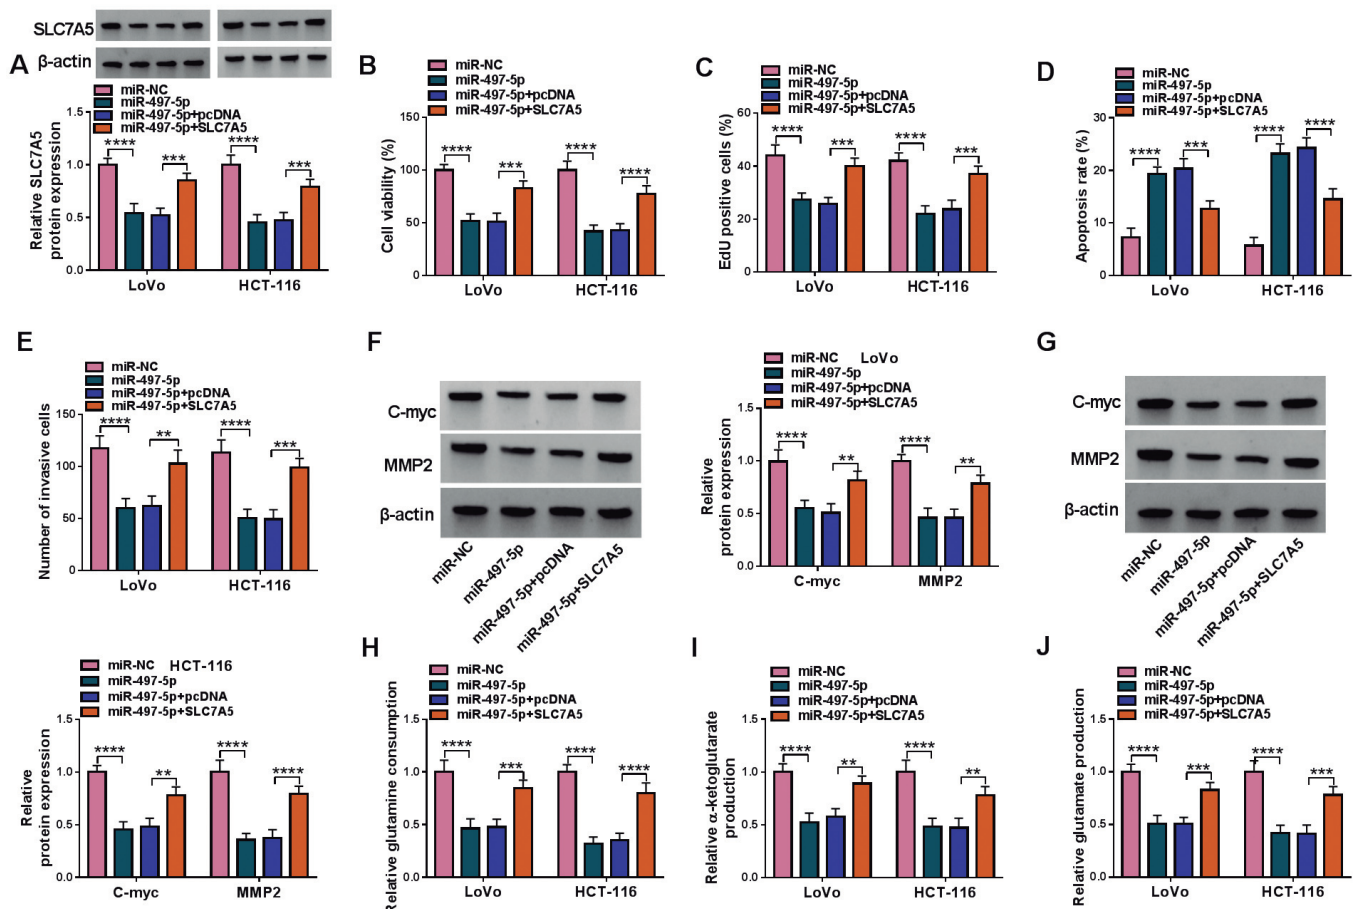 SLC7A5
β-actin
A
miR-NC
miR-497-5p
miR-497-5p+pcDNA
miR-497-5p+SLC7A5
Relative SLC7A5
protein expression
1.5
1.0
0.5
0.0
**** *** **** ***
LoVo HCT-116
B
miR-NC
miR-497-5p
miR-497-5p+pcDNA
miR-497-5p+SLC7A5
Cell viability (%)
150
100
50
0
**** *** **** ****
LoVo HCT-116
C
miR-NC
miR-497-5p
miR-497-5p+pcDNA
miR-497-5p+SLC7A5
EdU positive cells (%)
60
40
20
0
**** *** **** ***
LoVo HCT-116
D
miR-NC
miR-497-5p
miR-497-5p+pcDNA
miR-497-5p+SLC7A5
Apoptosis rate (%)
30
20
10
0
**** *** **** ****
LoVo HCT-116
E
miR-NC
miR-497-5p
miR-497-5p+pcDNA
miR-497-5p+SLC7A5
Number of invasive cells
150
100
50
0
**** ** **** ***
LoVo HCT-116
F
C-myc
MMP2
β-actin
miR-NC
miR-497-5p
miR-497-5p+pcDNA
miR-497-5p+SLC7A5
miR-NC LoVo
miR-497-5p
miR-497-5p+pcDNA
miR-497-5p+SLC7A5
Relative
protein expression
1.5
1.0
0.5
0.0
**** ** **** **
C-myc MMP2
G
C-myc
MMP2
β-actin
miR-NC
miR-497-5p
miR-497-5p+pcDNA
miR-497-5p+SLC7A5
miR-NC HCT-116
miR-497-5p
miR-497-5p+pcDNA
miR-497-5p+SLC7A5
Relative
protein expression
1.5
1.0
0.5
0.0
**** ** **** ****
C-myc MMP2
H
miR-NC
miR-497-5p
miR-497-5p+pcDNA
miR-497-5p+SLC7A5
Relative glutamine consumption
1.5
1.0
0.5
0.0
**** *** **** ****
LoVo HCT-116
I
miR-NC
miR-497-5p
miR-497-5p+pcDNA
miR-497-5p+SLC7A5
Relative α-ketoglutarate
production
1.5
1.0
0.5
0.0
**** ** **** **
LoVo HCT-116
J
miR-NC
miR-497-5p
miR-497-5p+pcDNA
miR-497-5p+SLC7A5
Relative glutamate production
1.5
1.0
0.5
0.0
**** *** **** ***
LoVo HCT-116